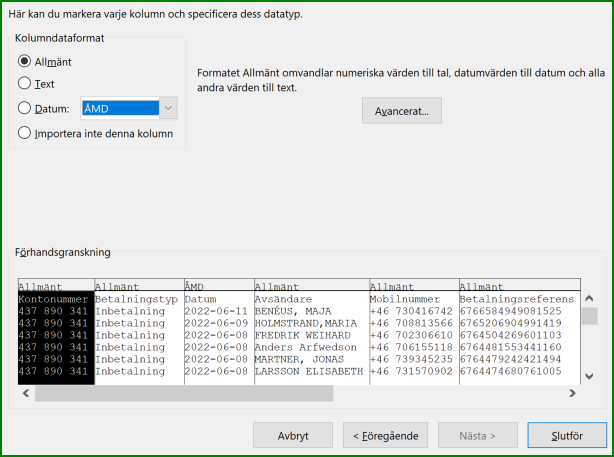 Här kan du markera varje kolumn och specificera dess datatyp.
Kolumndataformat
Allmänt
Text
Datum: ÅMD
Importera inte denna kolumn
Formatet Allmänt omvandlar numeriska värden till tal, datumvärden till datum och alla
andra värden till text.
Avancerat...
Förhandsgranskning
Allmänt Allmänt ÅMD Allmänt Allmänt Allmänt
Kontonummer Betalningstyp Datum Avsändare Mobilnummer Betalningsreferens
437 890 341 Inbetalning 2022-06-11 BENÉUS, MAJA +46 730416742 6766584949081525
437 890 341 Inbetalning 2022-06-09 HOLMSTRAND,MARIA +46 708813566 6765206904991419
437 890 341 Inbetalning 2022-06-08 FREDRIK WEIHARD +46 702306610 6764504269601103
437 890 341 Inbetalning 2022-06-08 Anders Arfwedson +46 706155118 6764481553441160
437 890 341 Inbetalning 2022-06-08 MARTNER, JONAS +46 739345235 6764479242421494
437 890 341 Inbetalning 2022-06-08 LARSSON ELISABETH +46 731570902 6764474680761005
Avbryt < Föregående Nästa > Slutför